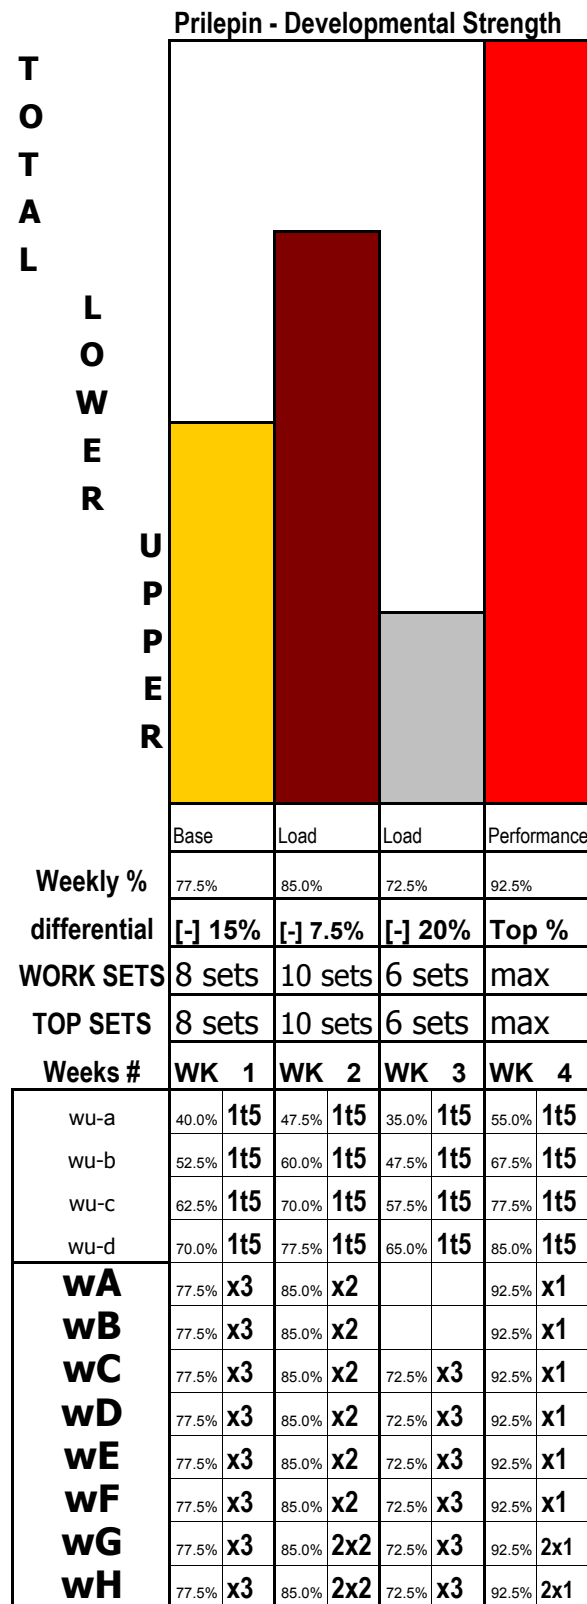 Prilepin - Developmental Strength
T
O
T
A
L
L
O
W
E
R
U
P
P
E
R
Base Load Load Performance
Weekly % 77.5% 85.0% 72.5% 92.5%
differential [-] 15% [-] 7.5% [-] 20% Top %
WORK SETS 8 sets 10 sets 6 sets max
TOP SETS 8 sets 10 sets 6 sets max
Weeks # WK 1 WK 2 WK 3 WK 4
wu-a 40.0% 1t5 47.5% 1t5 35.0% 1t5 55.0% 1t5
wu-b 52.5% 1t5 60.0% 1t5 47.5% 1t5 67.5% 1t5
wu-c 62.5% 1t5 70.0% 1t5 57.5% 1t5 77.5% 1t5
wu-d 70.0% 1t5 77.5% 1t5 65.0% 1t5 85.0% 1t5
wA 77.5% x3 85.0% x2 92.5% x1
wB 77.5% x3 85.0% x2 92.5% x1
wC 77.5% x3 85.0% x2 72.5% x3 92.5% x1
wD 77.5% x3 85.0% x2 72.5% x3 92.5% x1
wE 77.5% x3 85.0% x2 72.5% x3 92.5% x1
wF 77.5% x3 85.0% x2 72.5% x3 92.5% x1
wG 77.5% x3 85.0% 2x2 72.5% x3 92.5% 2x1
wH 77.5% x3 85.0% 2x2 72.5% x3 92.5% 2x1